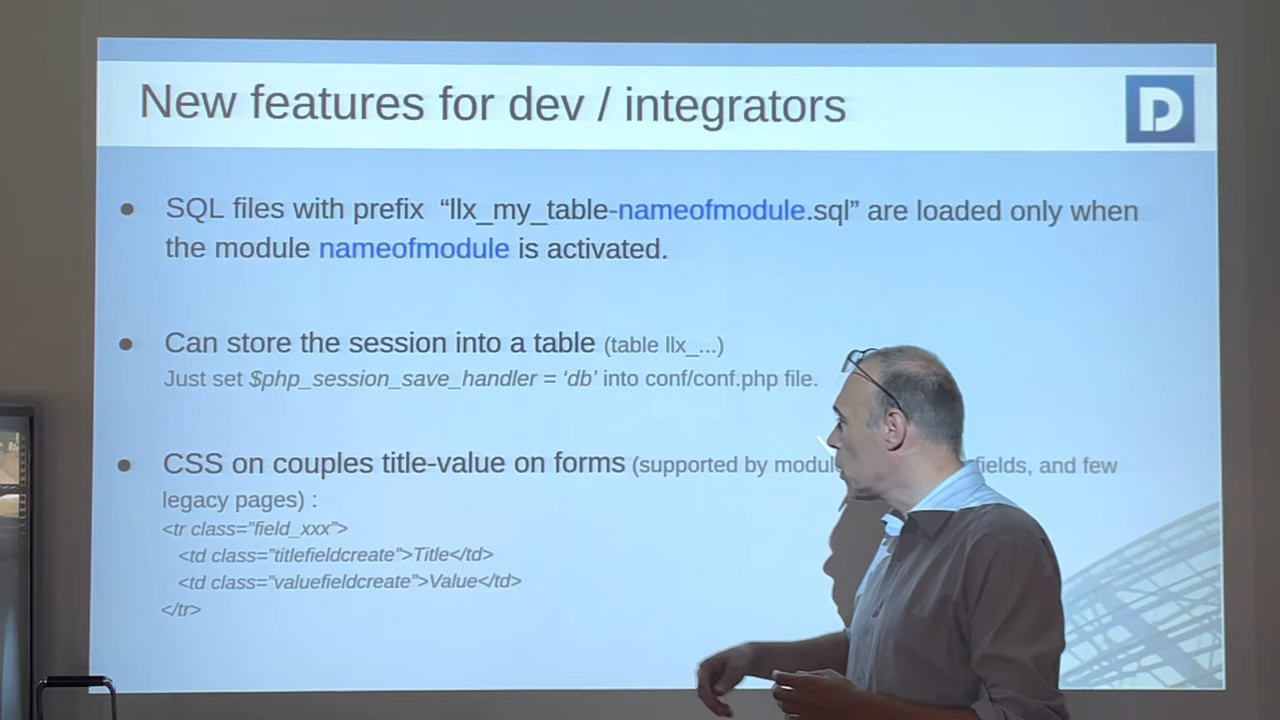 New features for dev / integrators
D
● SQL files with prefix “llx_my_table-nameofmodule.sql” are loaded only when
the module nameofmodule is activated.
● Can store the session into a table (table llx_...)
Just set $php_session_save_handler = ‘db’ into conf/conf.php file.
● CSS on couples title-value on forms (supported by fields, and few
legacy pages) :
<tr class=”field_xxx”>
<td class=”titlefieldcreate”>Title</td>
<td class=”valuefieldcreate”>Value</td>
</tr>